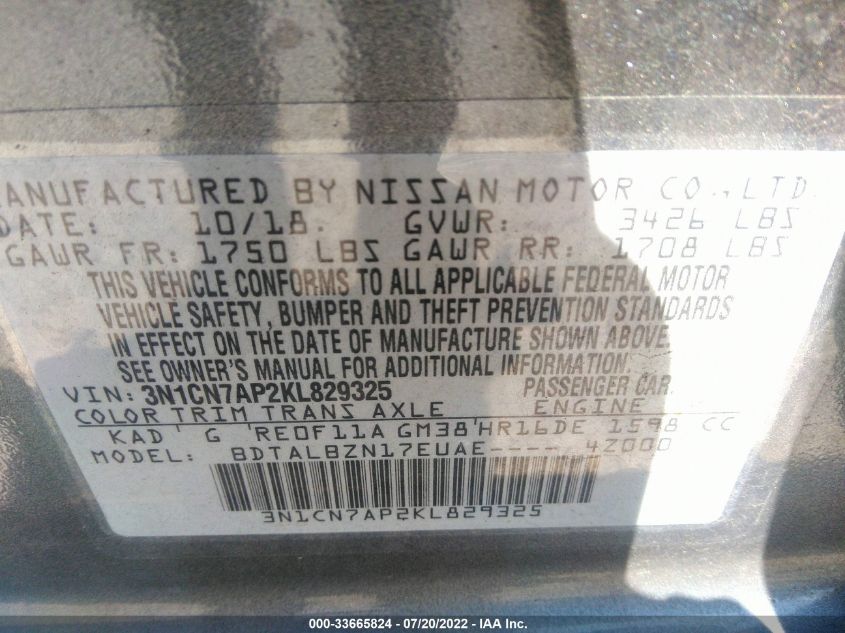 MANUFACTURED BY NISSAN MOTOR CO., LTD.
DATE: 10/18. GVWR: 3426 LBS
GAWR FR: 1750 LBS GAWR RR: 1708 LBS
THIS VEHICLE CONFORMS TO ALL APPLICABLE FEDERAL MOTOR
VEHICLE SAFETY, BUMPER AND THEFT PREVENTION STANDARDS
IN EFFECT ON THE DATE OF MANUFACTURE SHOWN ABOVE.
SEE OWNER'S MANUAL FOR ADDITIONAL INFORMATION.
VIN: 3N1CN7AP2KL829325 PASSENGER CAR.
COLOR TRIM TRANS AXLE ENGINE
KAD' G 'RE0F11A GM38'HR16DE 1598 CC
MODEL: BDTALBZN17EUAE---- 4Z000
3N1CN7AP2KL829325
000-33665824 / 07/20/2022 - IAA Inc.